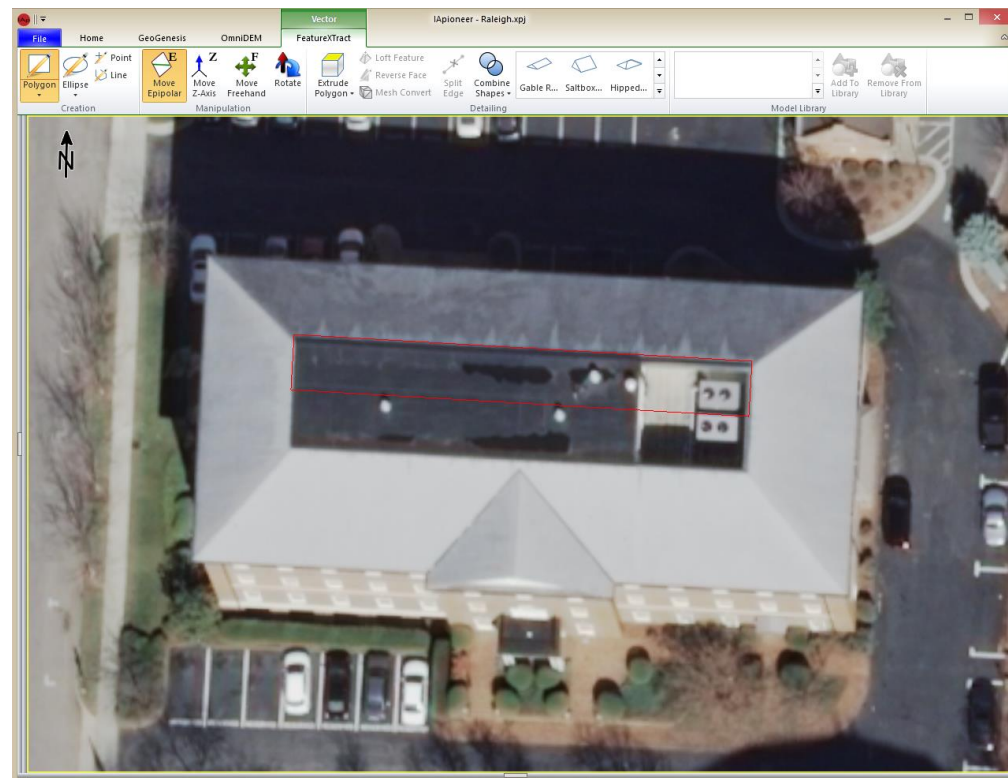 Vector
IApioneer - Raleigh.xpj
File Home GeoGenesis OmniDEM FeatureXTract
Polygon
Ellipse
Point
Line
Creation
E
Move Epipolar
Z
Move Z-Axis
F
Move Freehand
Rotate
Manipulation
Extrude Polygon
Loft Feature
Reverse Face
Mesh Convert
Split Edge
Combine Shapes
Gable R... Saltbox... Hipped...
Detailing
Add To Library
Remove From Library
Model Library
N